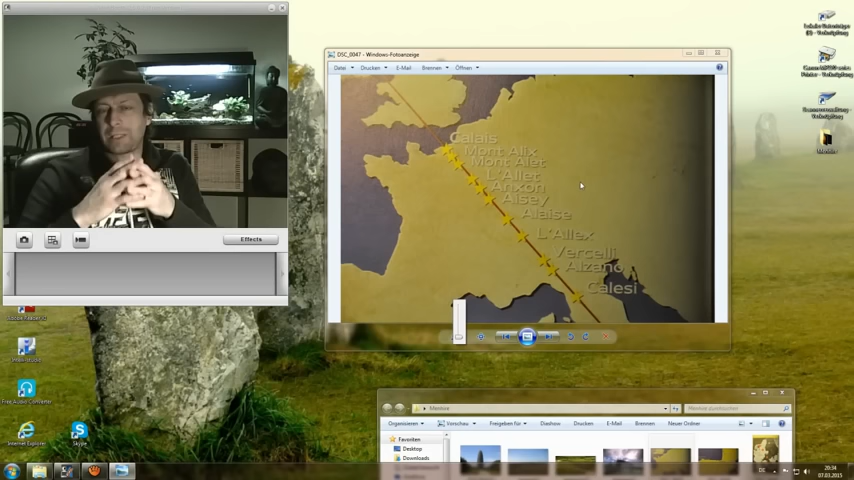 DSC_0047 - Windows-Fotoanzeige
Datei
Drucken
E-Mail
Brennen
Öffnen
Effects
Calais
Mont Alix
Mont Alet
L'Allet
Anxon
Alsey
Alaise
L'Allex
Vercelli
Alzano
Calesi
Free Audio Converter
Internet Explorer
Skype
Menhire
Organisieren
Vorschau
Freigeben für
Diashow
Drucken
E-Mail
Brennen
Neuer Ordner
Favoriten
Desktop
Downloads
DE
20:34
07.03.2015